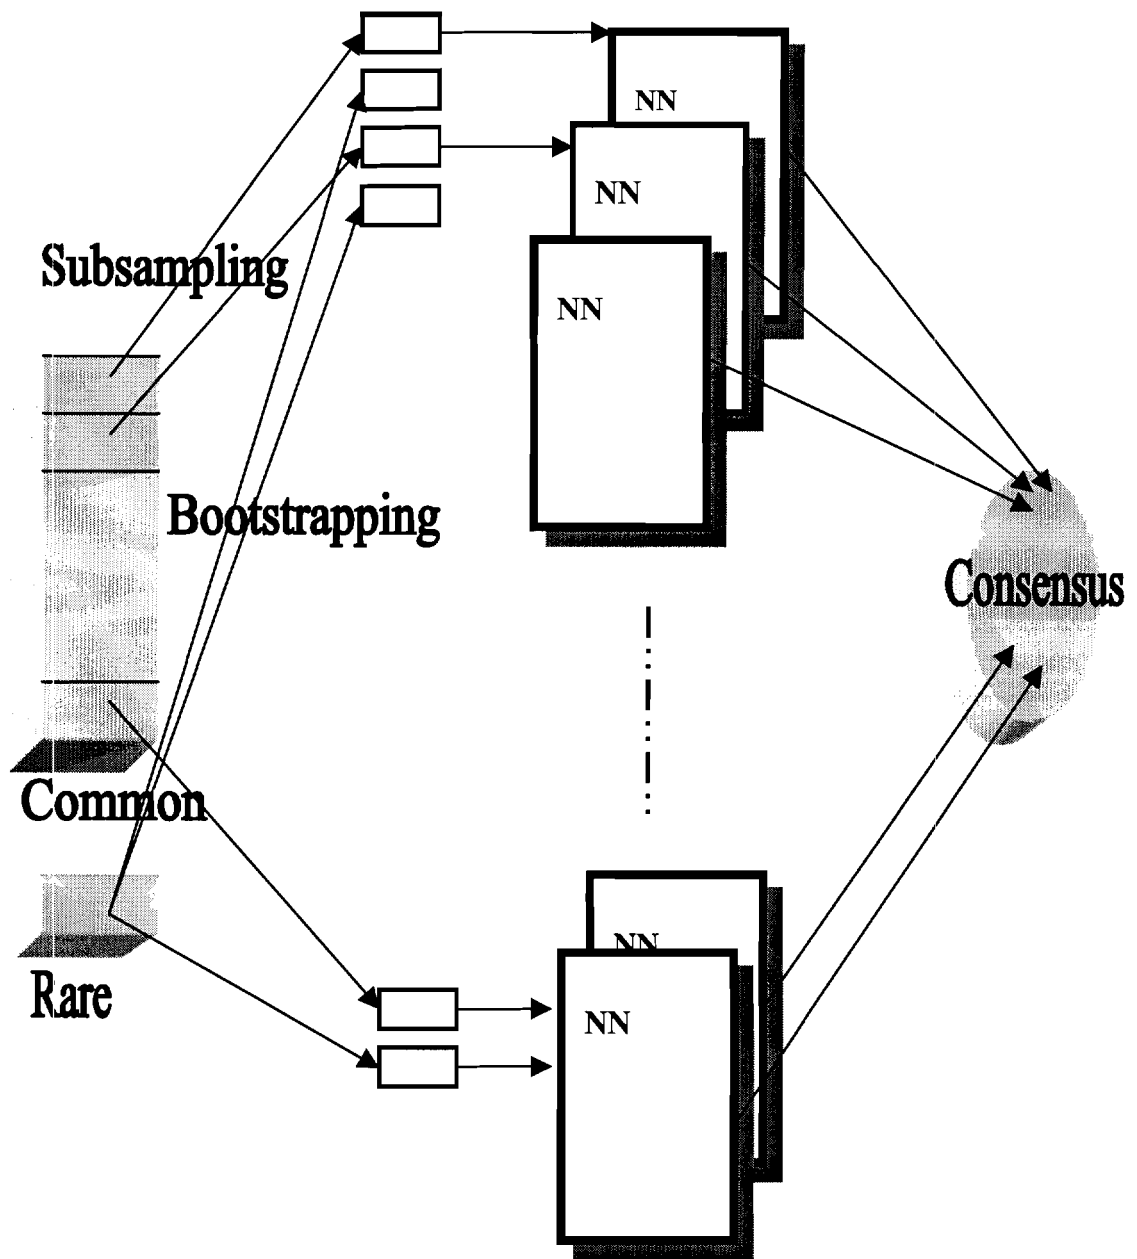 NN
NN
Subsampling
NN
Bootstrapping
Consensus
Common
NN
Rare
NN